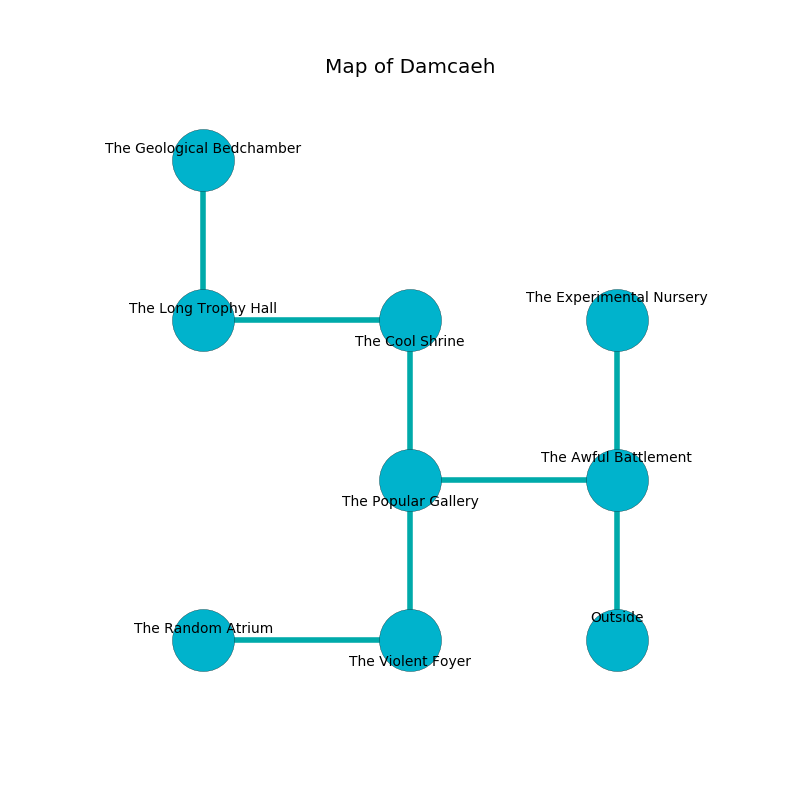 Map of Damcaeh
The Geological Bedchamber
The Long Trophy Hall
The Cool Shrine
The Experimental Nursery
The Awful Battlement
The Popular Gallery
The Random Atrium
The Violent Foyer
Outside